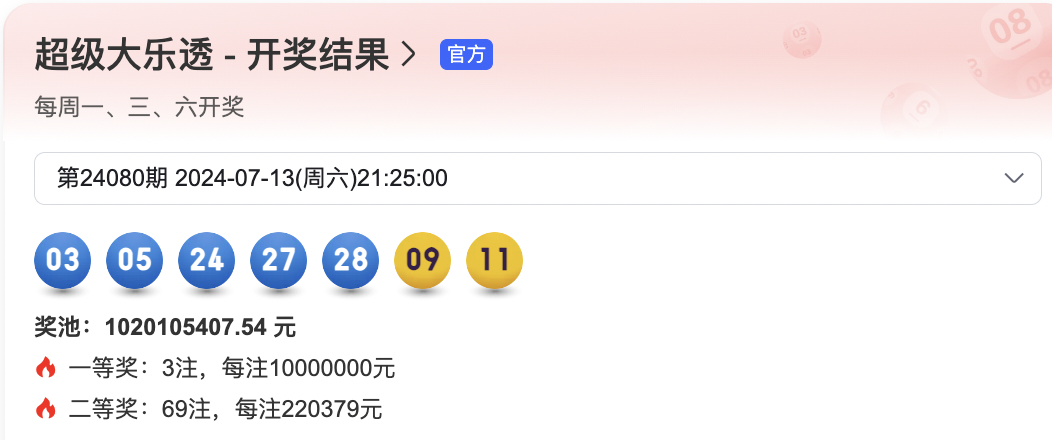 超级大乐透 - 开奖结果 > 官方
每周一、三、六开奖
第24080期 2024-07-13(周六)21:25:00
03 05 24 27 28 09 11
奖池：1020105407.54 元
一等奖：3注，每注10000000元
二等奖：69注，每注220379元
08
03
08
6